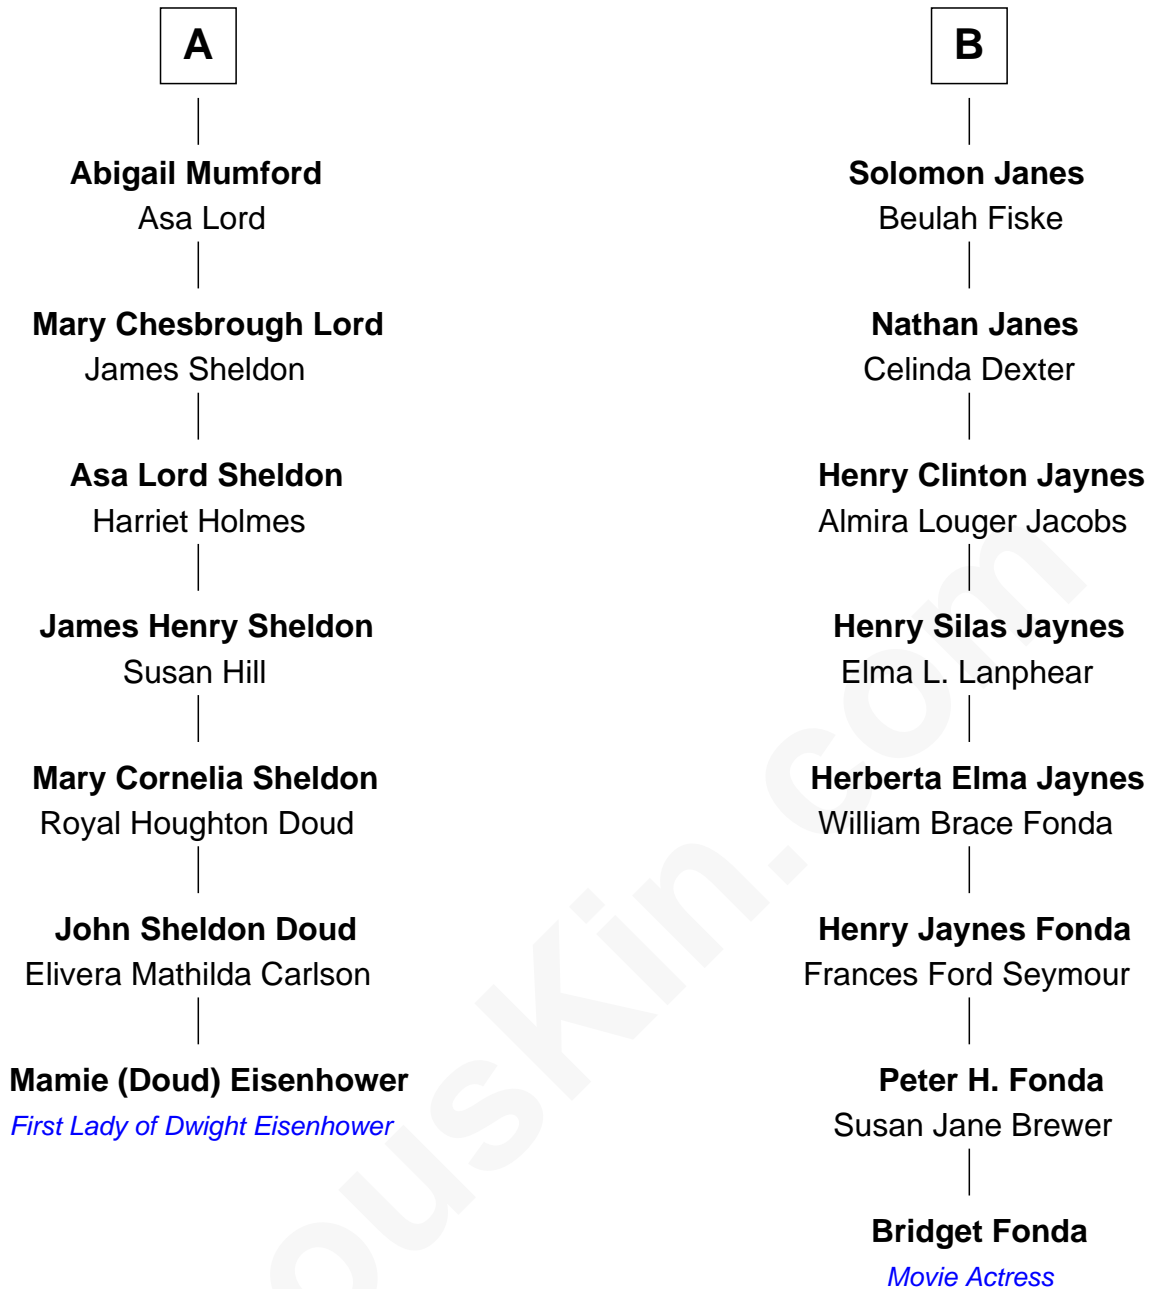 A
Abigail Mumford
Asa Lord
Mary Chesbrough Lord
James Sheldon
Asa Lord Sheldon
Harriet Holmes
James Henry Sheldon
Susan Hill
Mary Cornelia Sheldon
Royal Houghton Doud
John Sheldon Doud
Elivera Mathilda Carlson
Mamie (Doud) Eisenhower
First Lady of Dwight Eisenhower
B
Solomon Janes
Beulah Fiske
Nathan Janes
Celinda Dexter
Henry Clinton Jaynes
Almira Louger Jacobs
Henry Silas Jaynes
Elma L. Lanphear
Herberta Elma Jaynes
William Brace Fonda
Henry Jaynes Fonda
Frances Ford Seymour
Peter H. Fonda
Susan Jane Brewer
Bridget Fonda
Movie Actress
ousKin.com